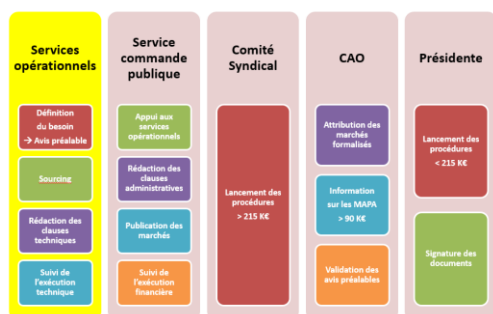 Services
opérationnels
Définition
du besoin
→ Avis préalable
Sourcing
Rédaction des
clauses
techniques
Suivi de
l'exécution
technique
Service
commande
publique
Appui aux
services
opérationnels
Rédaction des
clauses
administratives
Publication des
marchés
Suivi de
l'exécution
financière
Comité
Syndical
Lancement des
procédures
> 215 K€
CAO
Attribution des
marchés
formalisés
Information
sur les MAPA
> 90 K€
Validation des
avis préalables
Présidente
Lancement des
procédures
< 215 K€
Signature des
documents